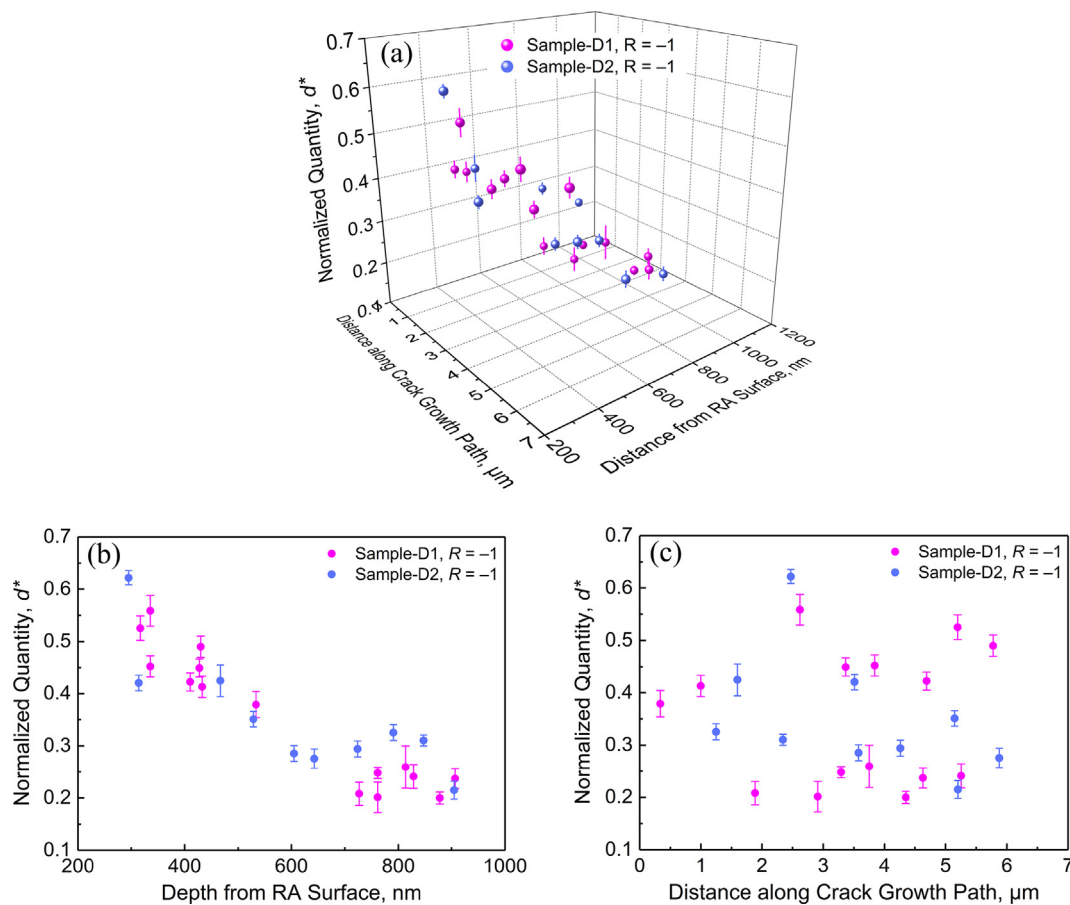 (a)
Sample-D1, R = –1
Sample-D2, R = –1
Normalized Quantity, d*
0.7
0.6
0.5
0.4
0.3
0.2
1
2
3
4
5
6
7
Distance along Crack Growth Path, µm
200
400
600
800
1000
1200
Distance from RA Surface, nm
(b)
Sample-D1, R = –1
Sample-D2, R = –1
Normalized Quantity, d*
0.7
0.6
0.5
0.4
0.3
0.2
0.1
200 400 600 800 1000
Depth from RA Surface, nm
(c)
Sample-D1, R = –1
Sample-D2, R = –1
Normalized Quantity, d*
0.7
0.6
0.5
0.4
0.3
0.2
0.1
0 1 2 3 4 5 6 7
Distance along Crack Growth Path, µm